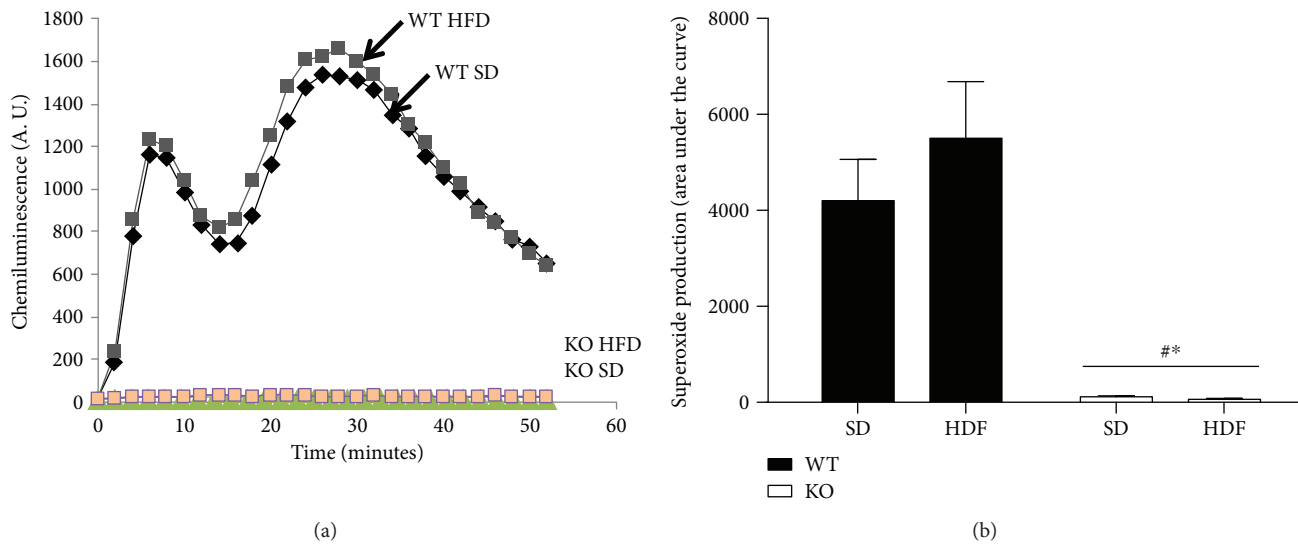 1800
1600
1400
1200
1000
800
600
400
200
0
Chemiluminescence (A. U.)
WT HFD
WT SD
KO HFD
KO SD
0 10 20 30 40 50 60
Time (minutes)
(a)
8000
6000
4000
2000
0
Superoxide production (area under the curve)
#*
SD HDF SD HDF
WT
KO
(b)